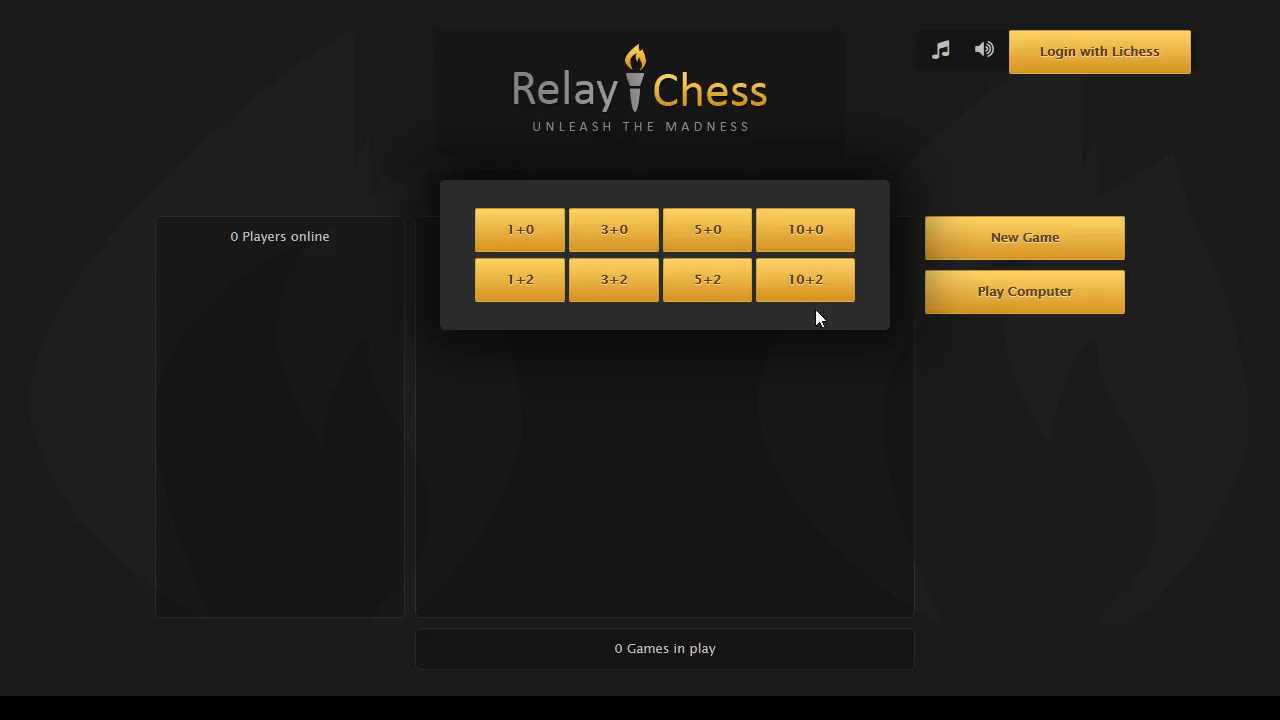 Relay Chess
UNLEASH THE MADNESS
Login with Lichess
0 Players online
1+0 3+0 5+0 10+0
1+2 3+2 5+2 10+2
New Game
Play Computer
0 Games in play